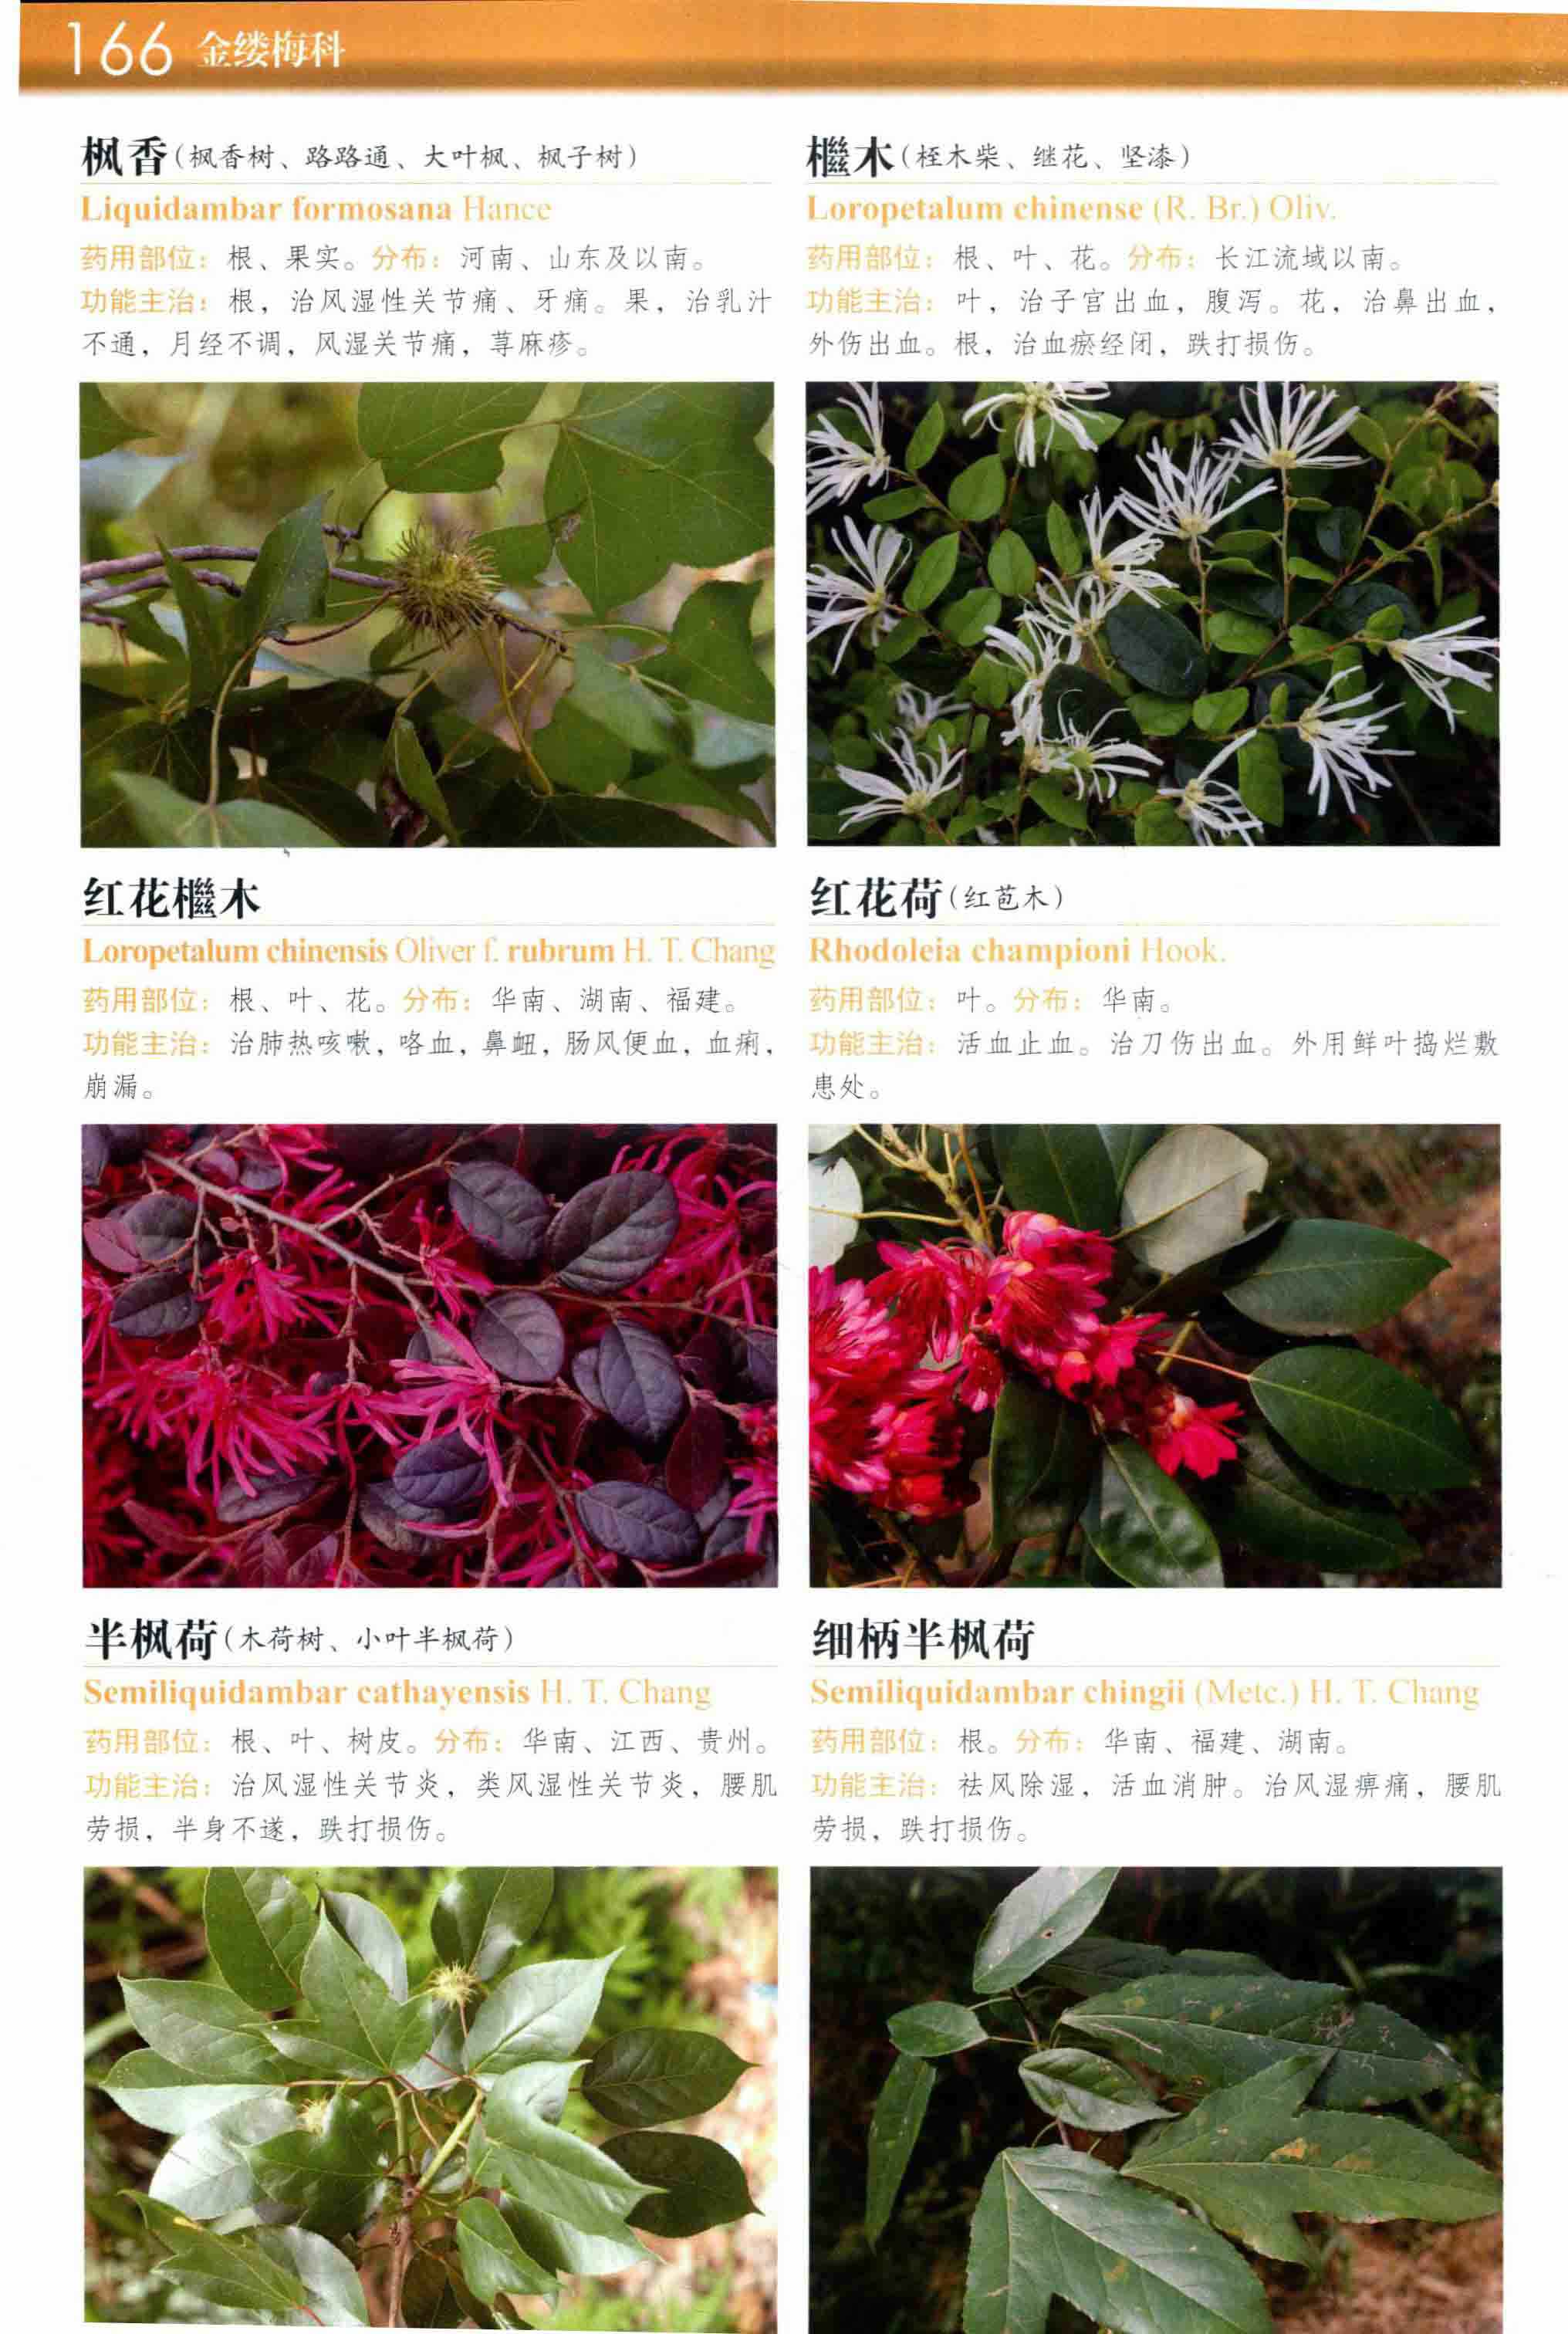 166 金缕梅科
枫香(枫香树、路路通、大叶枫、枫子树)
Liquidambar formosana Hance
药用部位：根、果实。分布：河南、山东及以南。
功能主治：根，治风湿性关节痛、牙痛。果，治乳汁
不通，月经不调，风湿关节痛，荨麻疹。
檵木(桎木柴、继花、坚漆)
Loropetalum chinense (R. Br.) Oliv.
药用部位：根、叶、花。分布：长江流域以南。
功能主治：叶，治子宫出血，腹泻。花，治鼻出血，
外伤出血。根，治血瘀经闭，跌打损伤。
红花檵木
Loropetalum chinensis Oliver f. rubrum H. T. Chang
药用部位：根、叶、花。分布：华南、湖南、福建。
功能主治：治肺热咳嗽，咯血，鼻衄，肠风便血，血痢，
崩漏。
红花荷(红苞木)
Rhodoleia championi Hook.
药用部位：叶。分布：华南。
功能主治：活血止血。治刀伤出血。外用鲜叶捣烂敷
患处。
半枫荷(木荷树、小叶半枫荷)
Semiliquidambar cathayensis H. T. Chang
药用部位：根、叶、树皮。分布：华南、江西、贵州。
功能主治：治风湿性关节炎，类风湿性关节炎，腰肌
劳损，半身不遂，跌打损伤。
细柄半枫荷
Semiliquidambar chingii (Metc.) H. T. Chang
药用部位：根。分布：华南、福建、湖南。
功能主治：祛风除湿，活血消肿。治风湿痹痛，腰肌
劳损，跌打损伤。